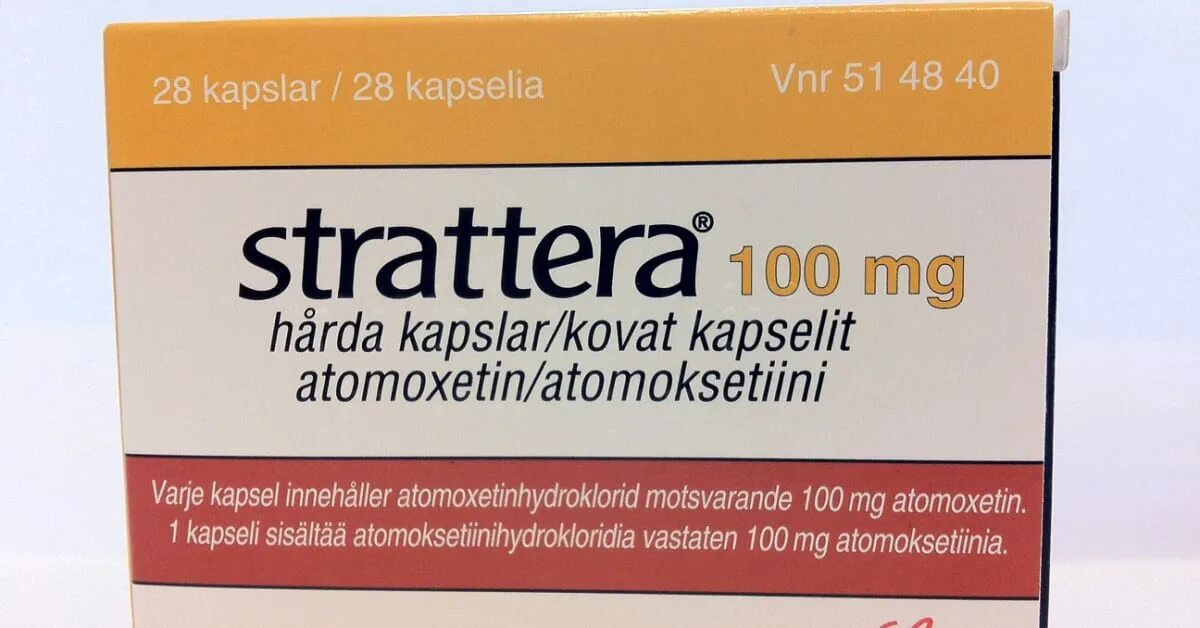 28 kapslar / 28 kapselia
Vnr 51 48 40
strattera® 100 mg
hårda kapslar/kovat kapselit
atomoxetin/atomoksetiini
Varje kapsel innehåller atomoxetinhydroklorid motsvarande 100 mg atomoxetin.
1 kapseli sisältää atomoksetiinihydrokloridia vastaten 100 mg atomoksetiinia.